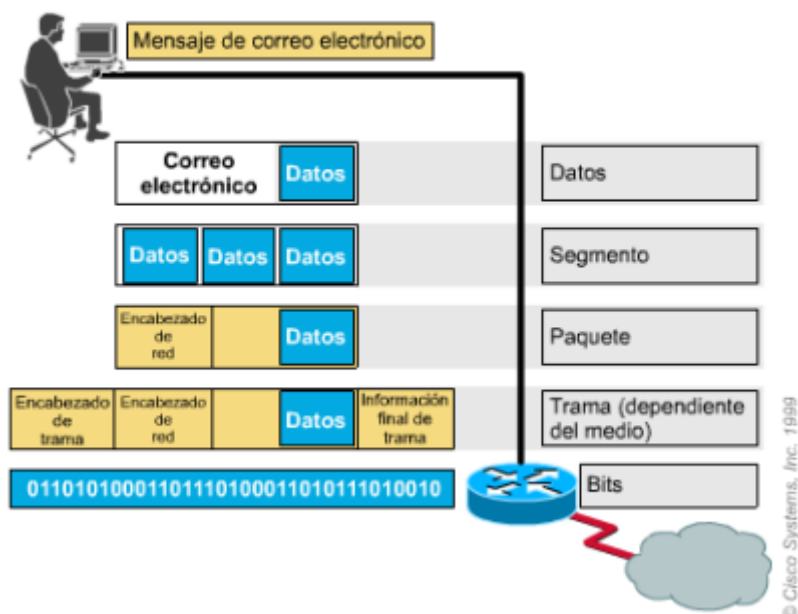 Mensaje de correo electrónico
Correo
electrónico
Datos
Datos
Datos
Datos
Datos
Segmento
Encabezado
de
red
Datos
Paquete
Encabezado
de
trama
Encabezado
de
red
Datos
Información
final de
trama
Trama (dependiente
del medio)
01101010001101110100011010111010010
Bits
© Cisco Systems, Inc. 1999